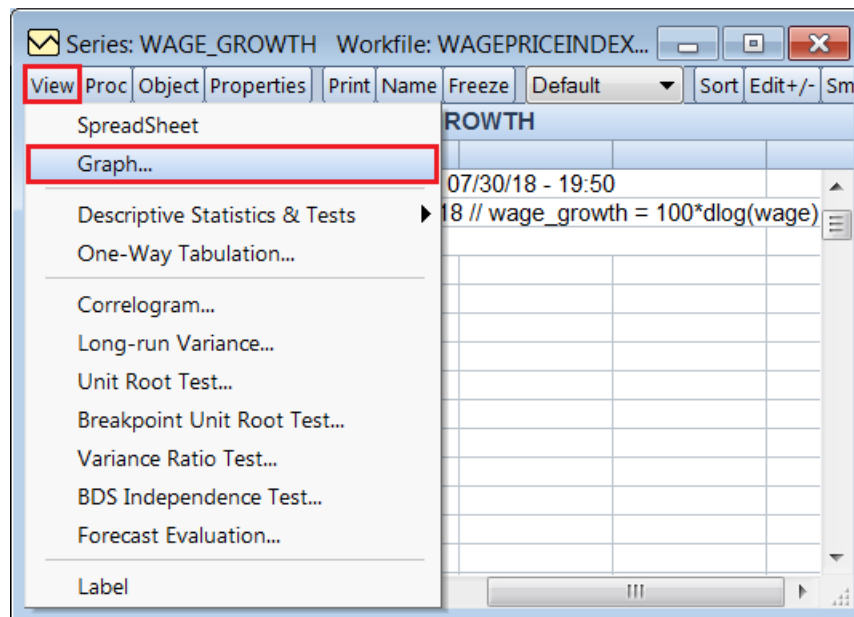 Series: WAGE_GROWTH Workfile: WAGEPRICEINDEX...
View Proc Object Properties Print Name Freeze Default Sort Edit+/- Sm
ROWTH
SpreadSheet
Graph...
07/30/18 - 19:50
Descriptive Statistics & Tests
18 // wage_growth = 100*dlog(wage)
One-Way Tabulation...
Correlogram...
Long-run Variance...
Unit Root Test...
Breakpoint Unit Root Test...
Variance Ratio Test...
BDS Independence Test...
Forecast Evaluation...
Label